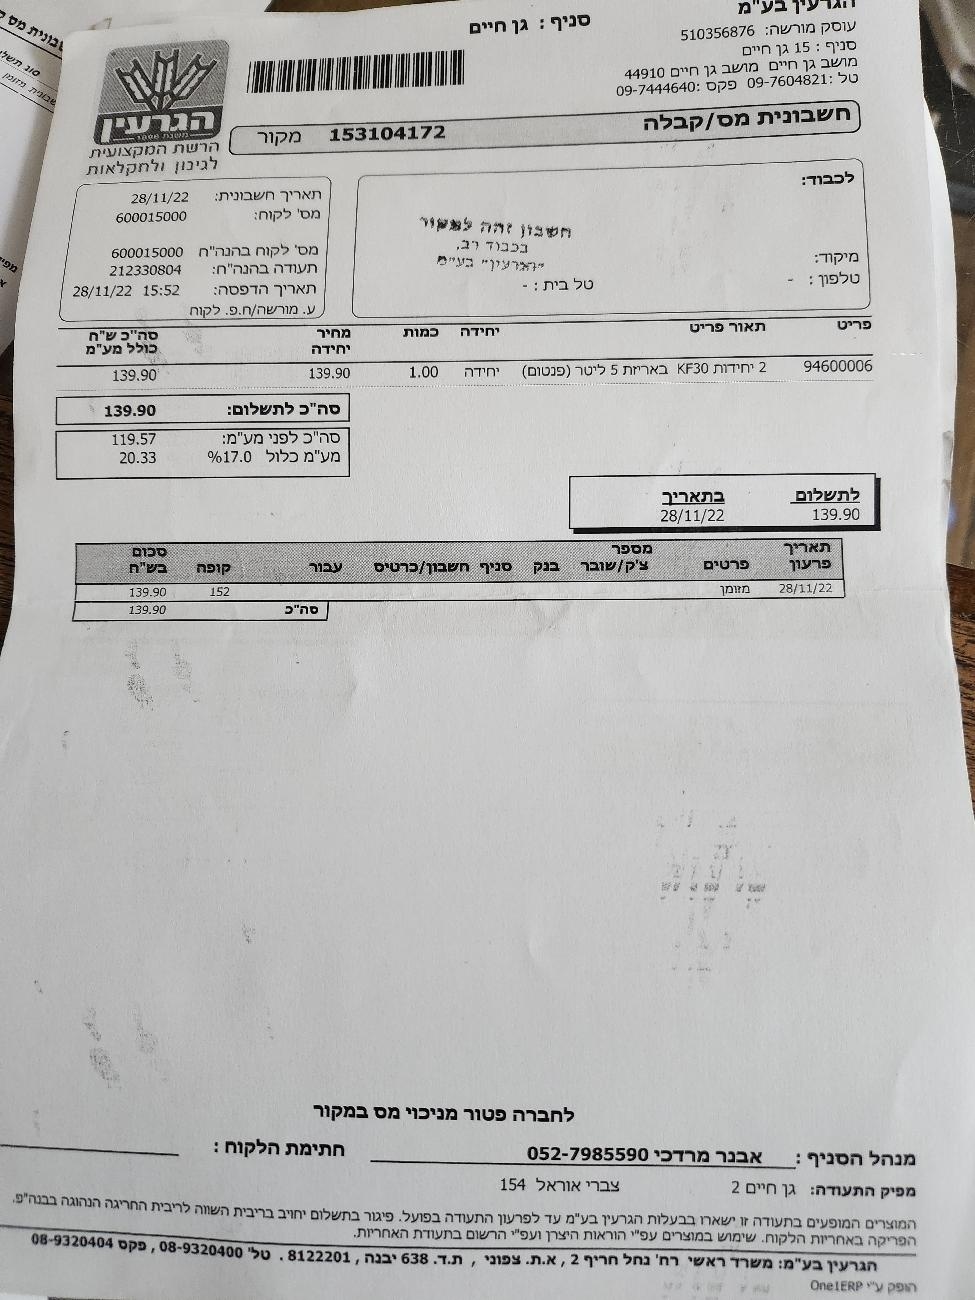 הגרעין בע"מ
עוסק מורשה: 510356876
סניף : 15 גן חיים
מושב גן חיים מושב גן חיים 44910
טל :09-7604821 פקס :09-7444640
סניף : גן חיים
הגרעין
משנת 1896
הרשת המקצועית
לגינון ולחקלאות
חשבונית מס/קבלה 153104172 מקור
לכבוד:
חשבון זהה למקור
בכבוד רב,
"הגרעין" בע"מ
מיקוד:
טלפון : - טל בית : -
תאריך חשבונית: 28/11/22
מס' לקוח: 600015000
מס' לקוח בהנה"ח 600015000
תעודה בהנה"ח: 212330804
תאריך הדפסה: 28/11/22 15:52
ע. מורשה/ח.פ. לקוח
פריט תאור פריט יחידה כמות מחיר יחידה סה"כ ש"ח כולל מע"מ
94600006 2 יחידות KF30 באריזת 5 ליטר (פנטום) יחידה 1.00 139.90 139.90
סה"כ לתשלום: 139.90
סה"כ לפני מע"מ: 119.57
מע"מ כלול 17.0% 20.33
לתשלום בתאריך
139.90 28/11/22
תאריך פרעון פרטים מספר צ'ק/שובר בנק סניף חשבון/כרטיס עבור קופה סכום בש"ח
28/11/22 מזומן 152 139.90
סה"כ 139.90
לחברה פטור מניכוי מס במקור
מנהל הסניף : אבנר מרדכי 052-7985590 חתימת הלקוח :
מפיק התעודה: גן חיים 2 צברי אוראל 154
המוצרים המופעים בתעודה זו ישארו בבעלות הגרעין בע"מ עד לפרעון התעודה בפועל. פיגור בתשלום יחויב בריבית השווה לריבית החריגה הנהוגה בבנה"פ.
הפריקה באחריות הלקוח. שימוש במוצרים עפ"י הוראות היצרן ועפ"י הרשום בתעודת האחריות.
הגרעין בע"מ: משרד ראשי רח' נחל חריף 2 , א.ת. צפוני , ת.ד. 638 יבנה , 8122201 . טל' 08-9320400 , פקס 08-9320404
הופק ע"י One1ERP